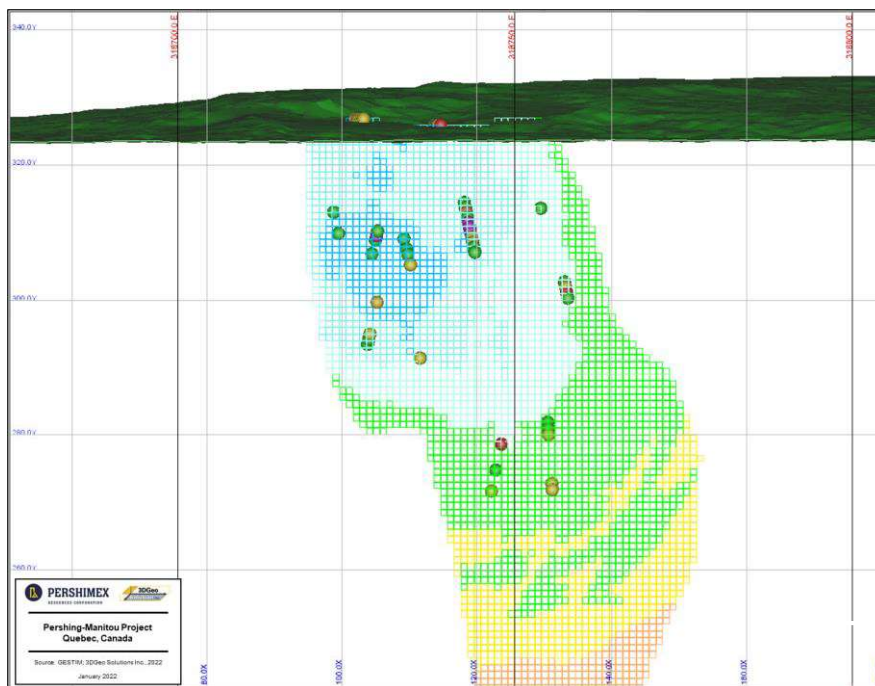 340.0Y
318700.0 E
318750.0 E
318800.0 E
320.0Y
300.0Y
280.0Y
260.0Y
80.0X
100.0X
120.0X
140.0X
160.0X
PERSHIMEX
RESOURCES CORPORATION
3DGeo
Pershing-Manitou Project
Quebec, Canada
Source: GESTIM; 3DGeo Solutions Inc., 2022
January 2022